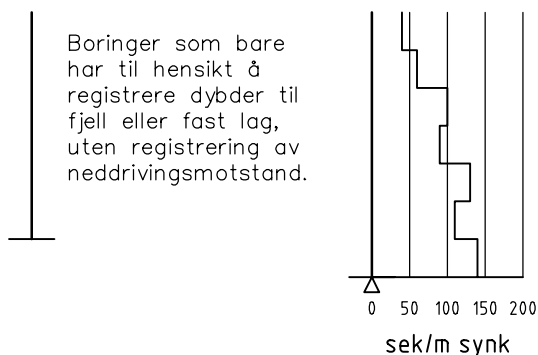 Boringer som bare
har til hensikt å
registrere dybder til
fjell eller fast lag,
uten registrering av
neddrivingsmotstand.
0 50 100 150 200
sek/m synk